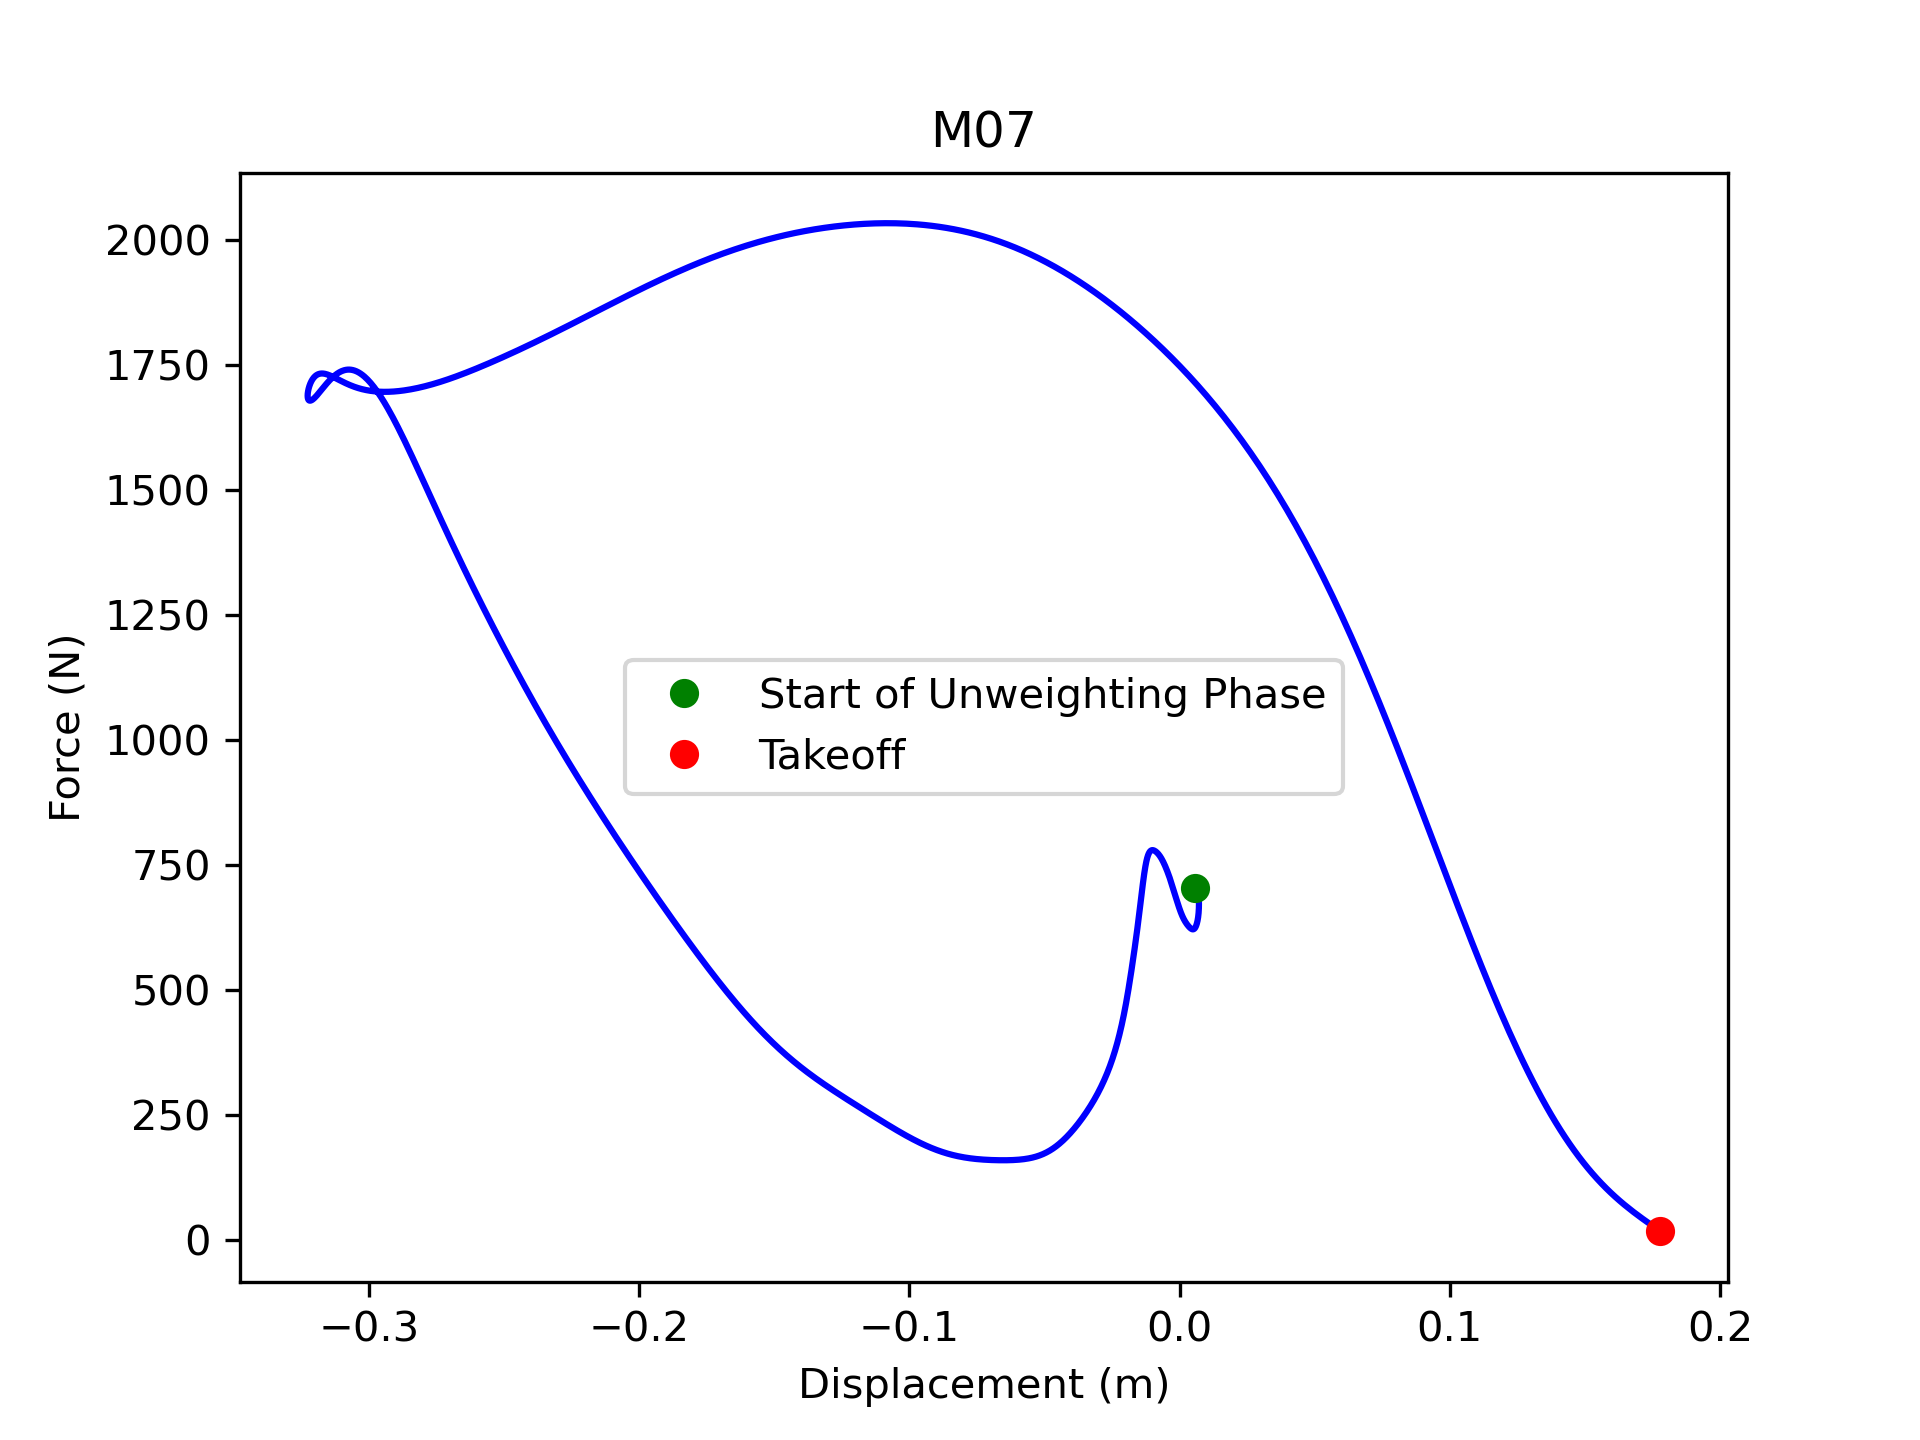 M07
Force (N)
2000
1750
1500
1250
1000
750
500
250
0
Start of Unweighting Phase
Takeoff
−0.3 −0.2 −0.1 0.0 0.1 0.2
Displacement (m)